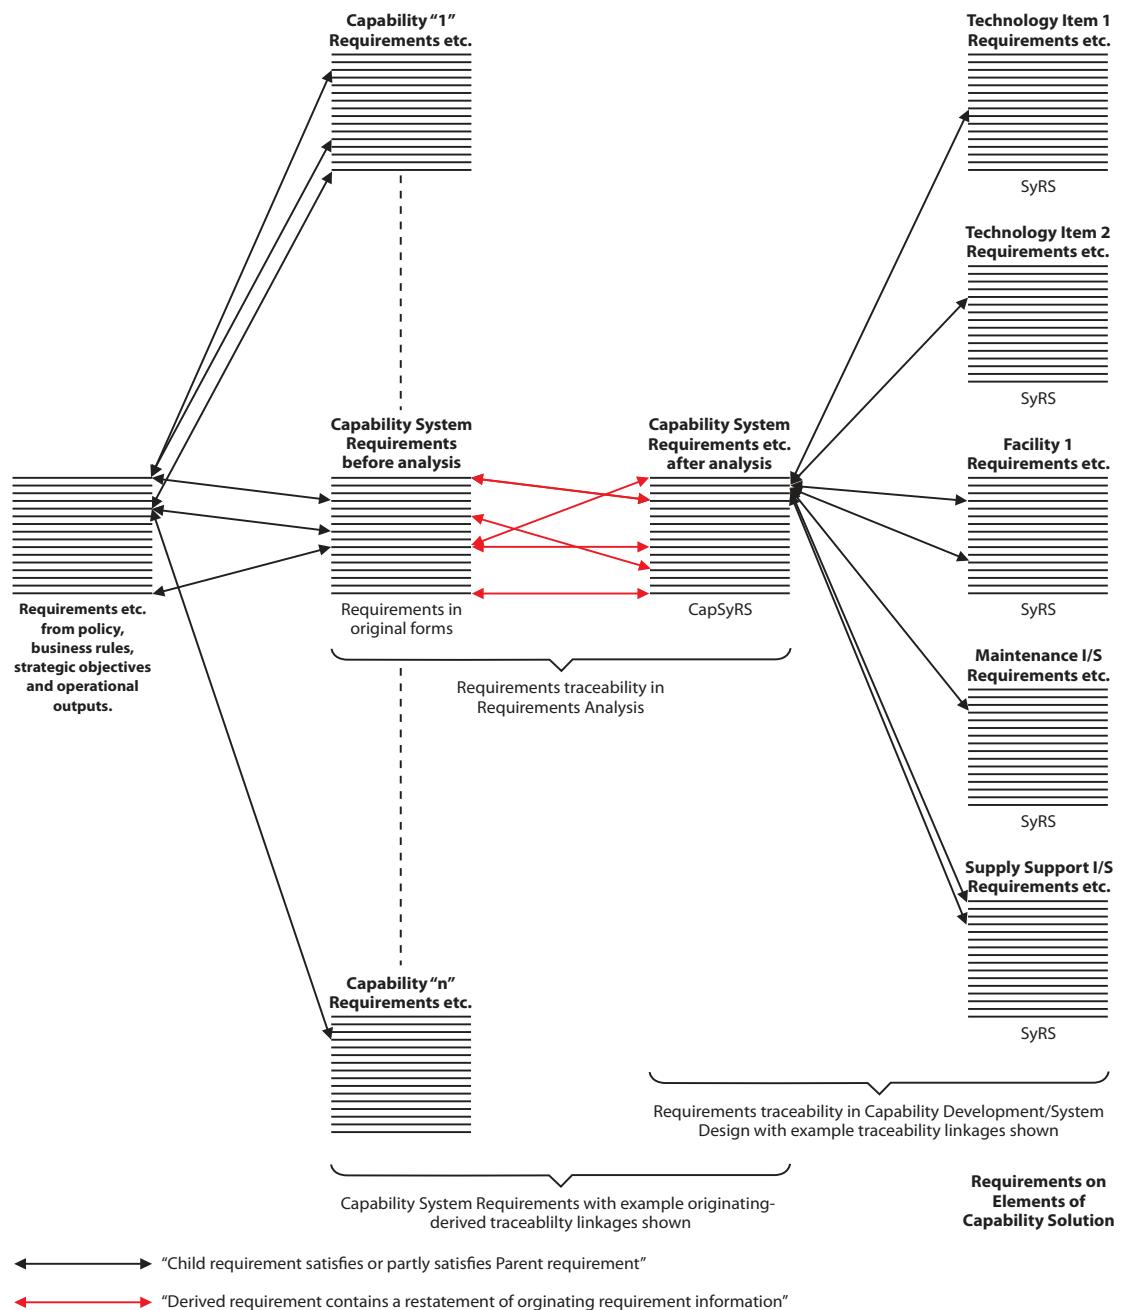 Capability “1”
Requirements etc.
Technology Item 1
Requirements etc.
SyRS
Technology Item 2
Requirements etc.
SyRS
Capability System
Requirements
before analysis
Capability System
Requirements etc.
after analysis
Facility 1
Requirements etc.
Requirements etc.
from policy,
business rules,
strategic objectives
and operational
outputs.
Requirements in
original forms
CapSyRS
SyRS
Requirements traceability in
Requirements Analysis
Maintenance I/S
Requirements etc.
SyRS
Supply Support I/S
Requirements etc.
SyRS
Capability “n”
Requirements etc.
Requirements traceability in Capability Development/System
Design with example traceability linkages shown
Capability System Requirements with example originating-
derived traceablilty linkages shown
Requirements on
Elements of
Capability Solution
“Child requirement satisfies or partly satisfies Parent requirement”
“Derived requirement contains a restatement of orginating requirement information”